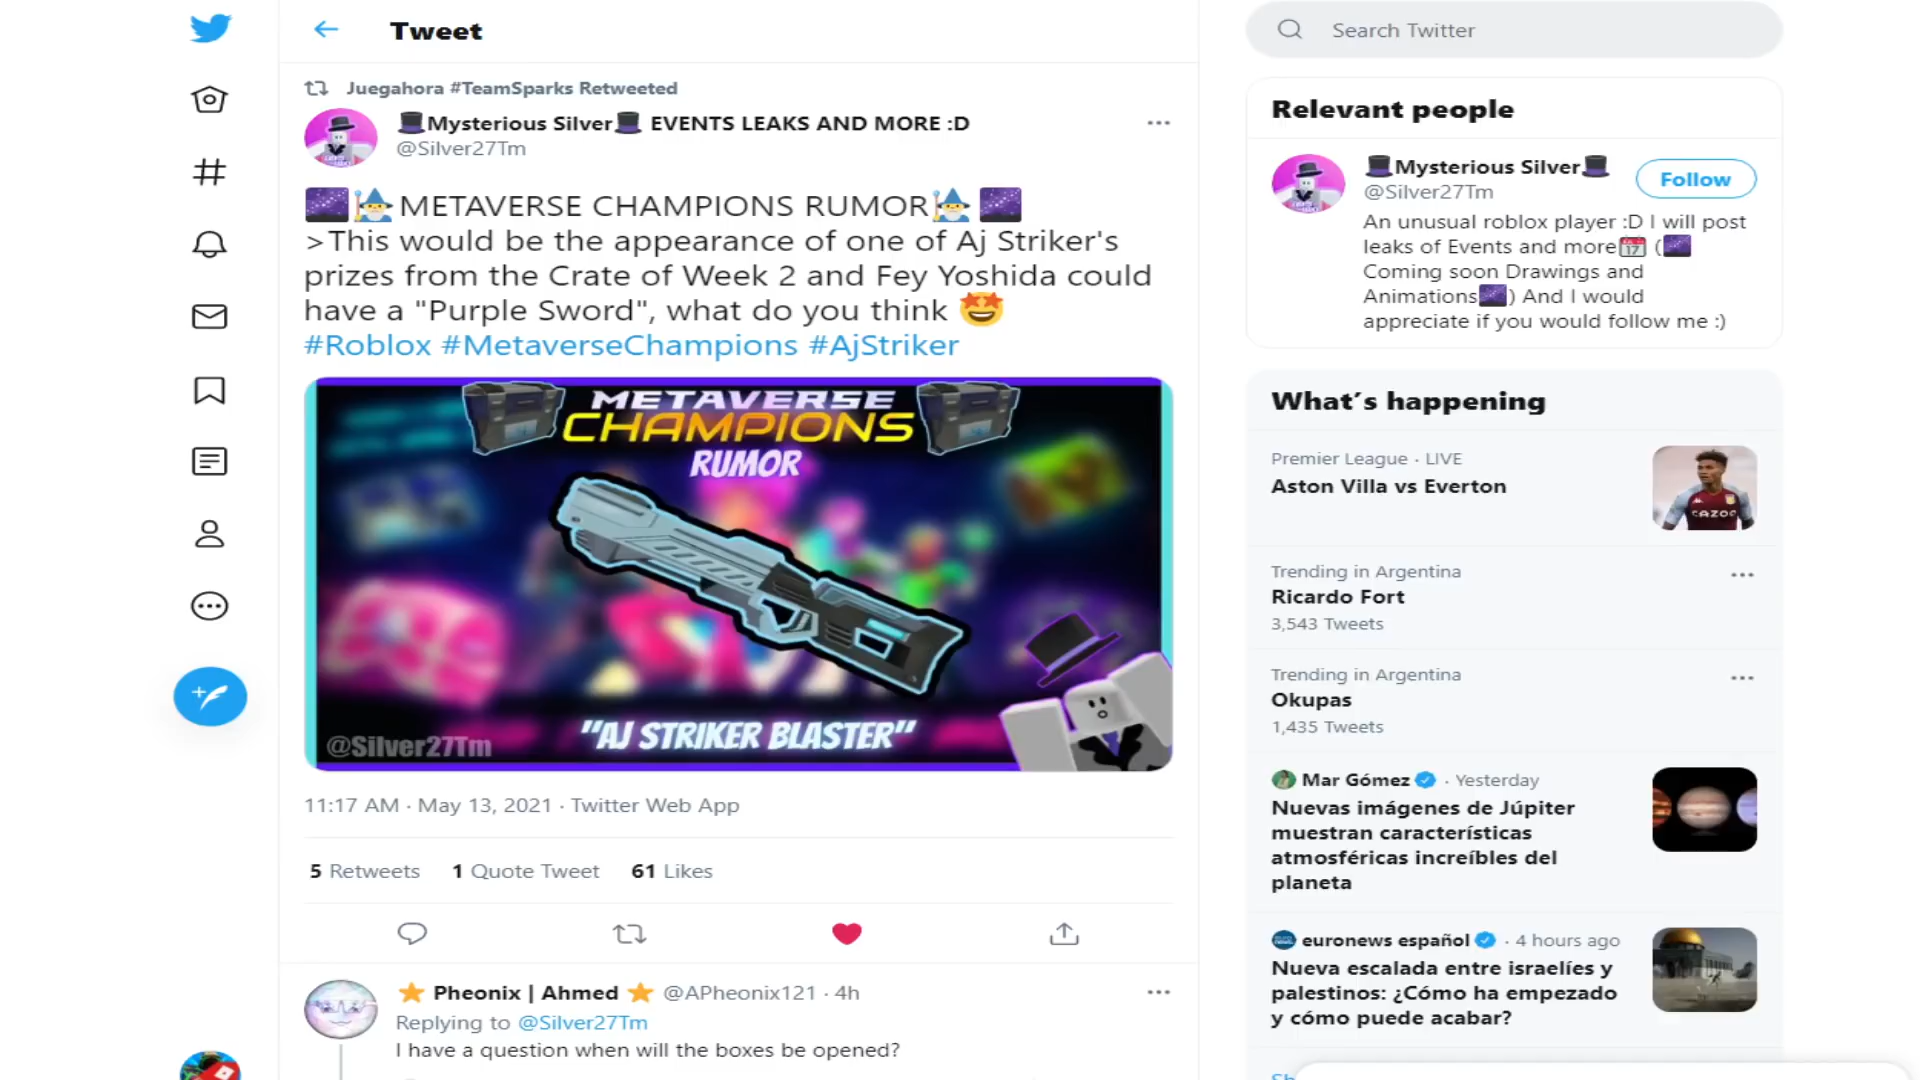 Tweet
Juegahora #TeamSparks Retweeted
Mysterious Silver EVENTS LEAKS AND MORE :D
@Silver27Tm
METAVERSE CHAMPIONS RUMOR
>This would be the appearance of one of Aj Striker's
prizes from the Crate of Week 2 and Fey Yoshida could
have a "Purple Sword", what do you think
#Roblox #MetaverseChampions #AjStriker
METAVERSE
CHAMPIONS
RUMOR
"AJ STRIKER BLASTER"
@Silver27Tm
11:17 AM · May 13, 2021 · Twitter Web App
5 Retweets 1 Quote Tweet 61 Likes
Pheonix | Ahmed @APheonix121 · 4h
Replying to @Silver27Tm
I have a question when will the boxes be opened?
Search Twitter
Relevant people
Mysterious Silver
@Silver27Tm
Follow
An unusual roblox player :D I will post
leaks of Events and more (
Coming soon Drawings and
Animations) And I would
appreciate if you would follow me :)
What's happening
Premier League · LIVE
Aston Villa vs Everton
CAZOO
Trending in Argentina
Ricardo Fort
3,543 Tweets
Trending in Argentina
Okupas
1,435 Tweets
Mar Gómez · Yesterday
Nuevas imágenes de Júpiter
muestran características
atmosféricas increíbles del
planeta
euronews español · 4 hours ago
Nueva escalada entre israelíes y
palestinos: ¿Cómo ha empezado
y cómo puede acabar?